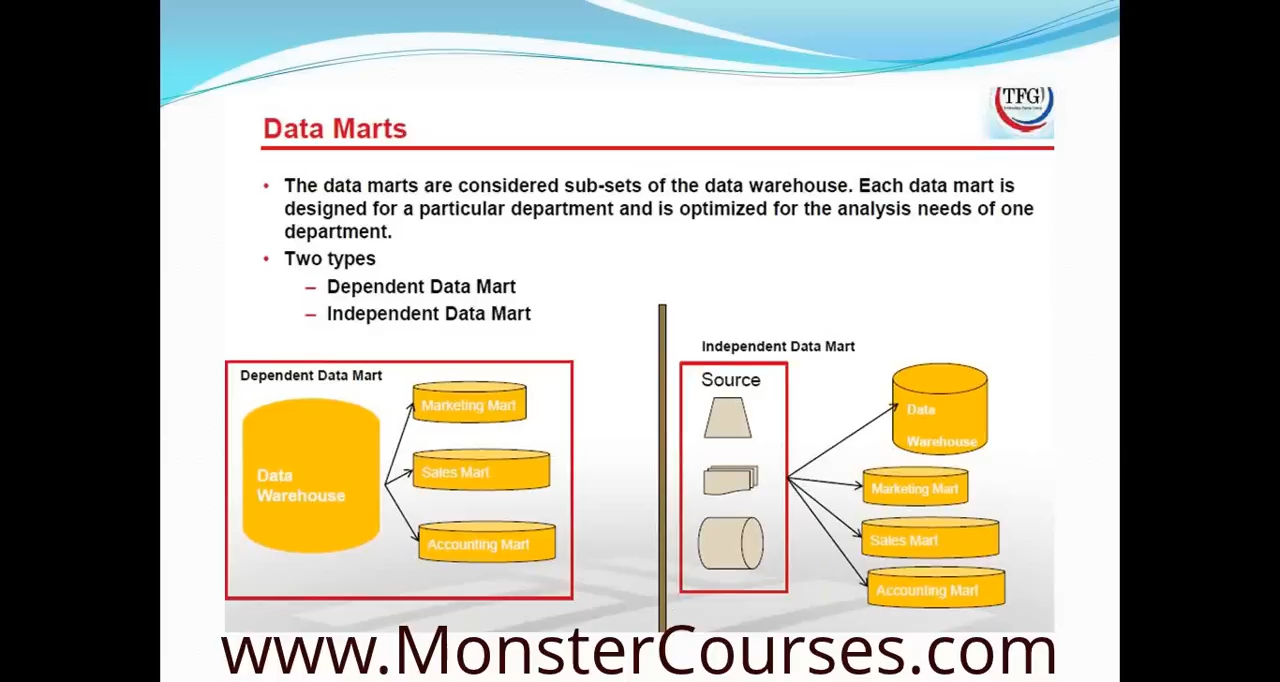 TFG
Data Marts
• The data marts are considered sub-sets of the data warehouse. Each data mart is
designed for a particular department and is optimized for the analysis needs of one
department.
• Two types
– Dependent Data Mart
– Independent Data Mart
Dependent Data Mart
Data
Warehouse
Marketing Mart
Sales Mart
Accounting Mart
Independent Data Mart
Source
Data
Warehouse
Marketing Mart
Sales Mart
Accounting Mart
www.MonsterCourses.com